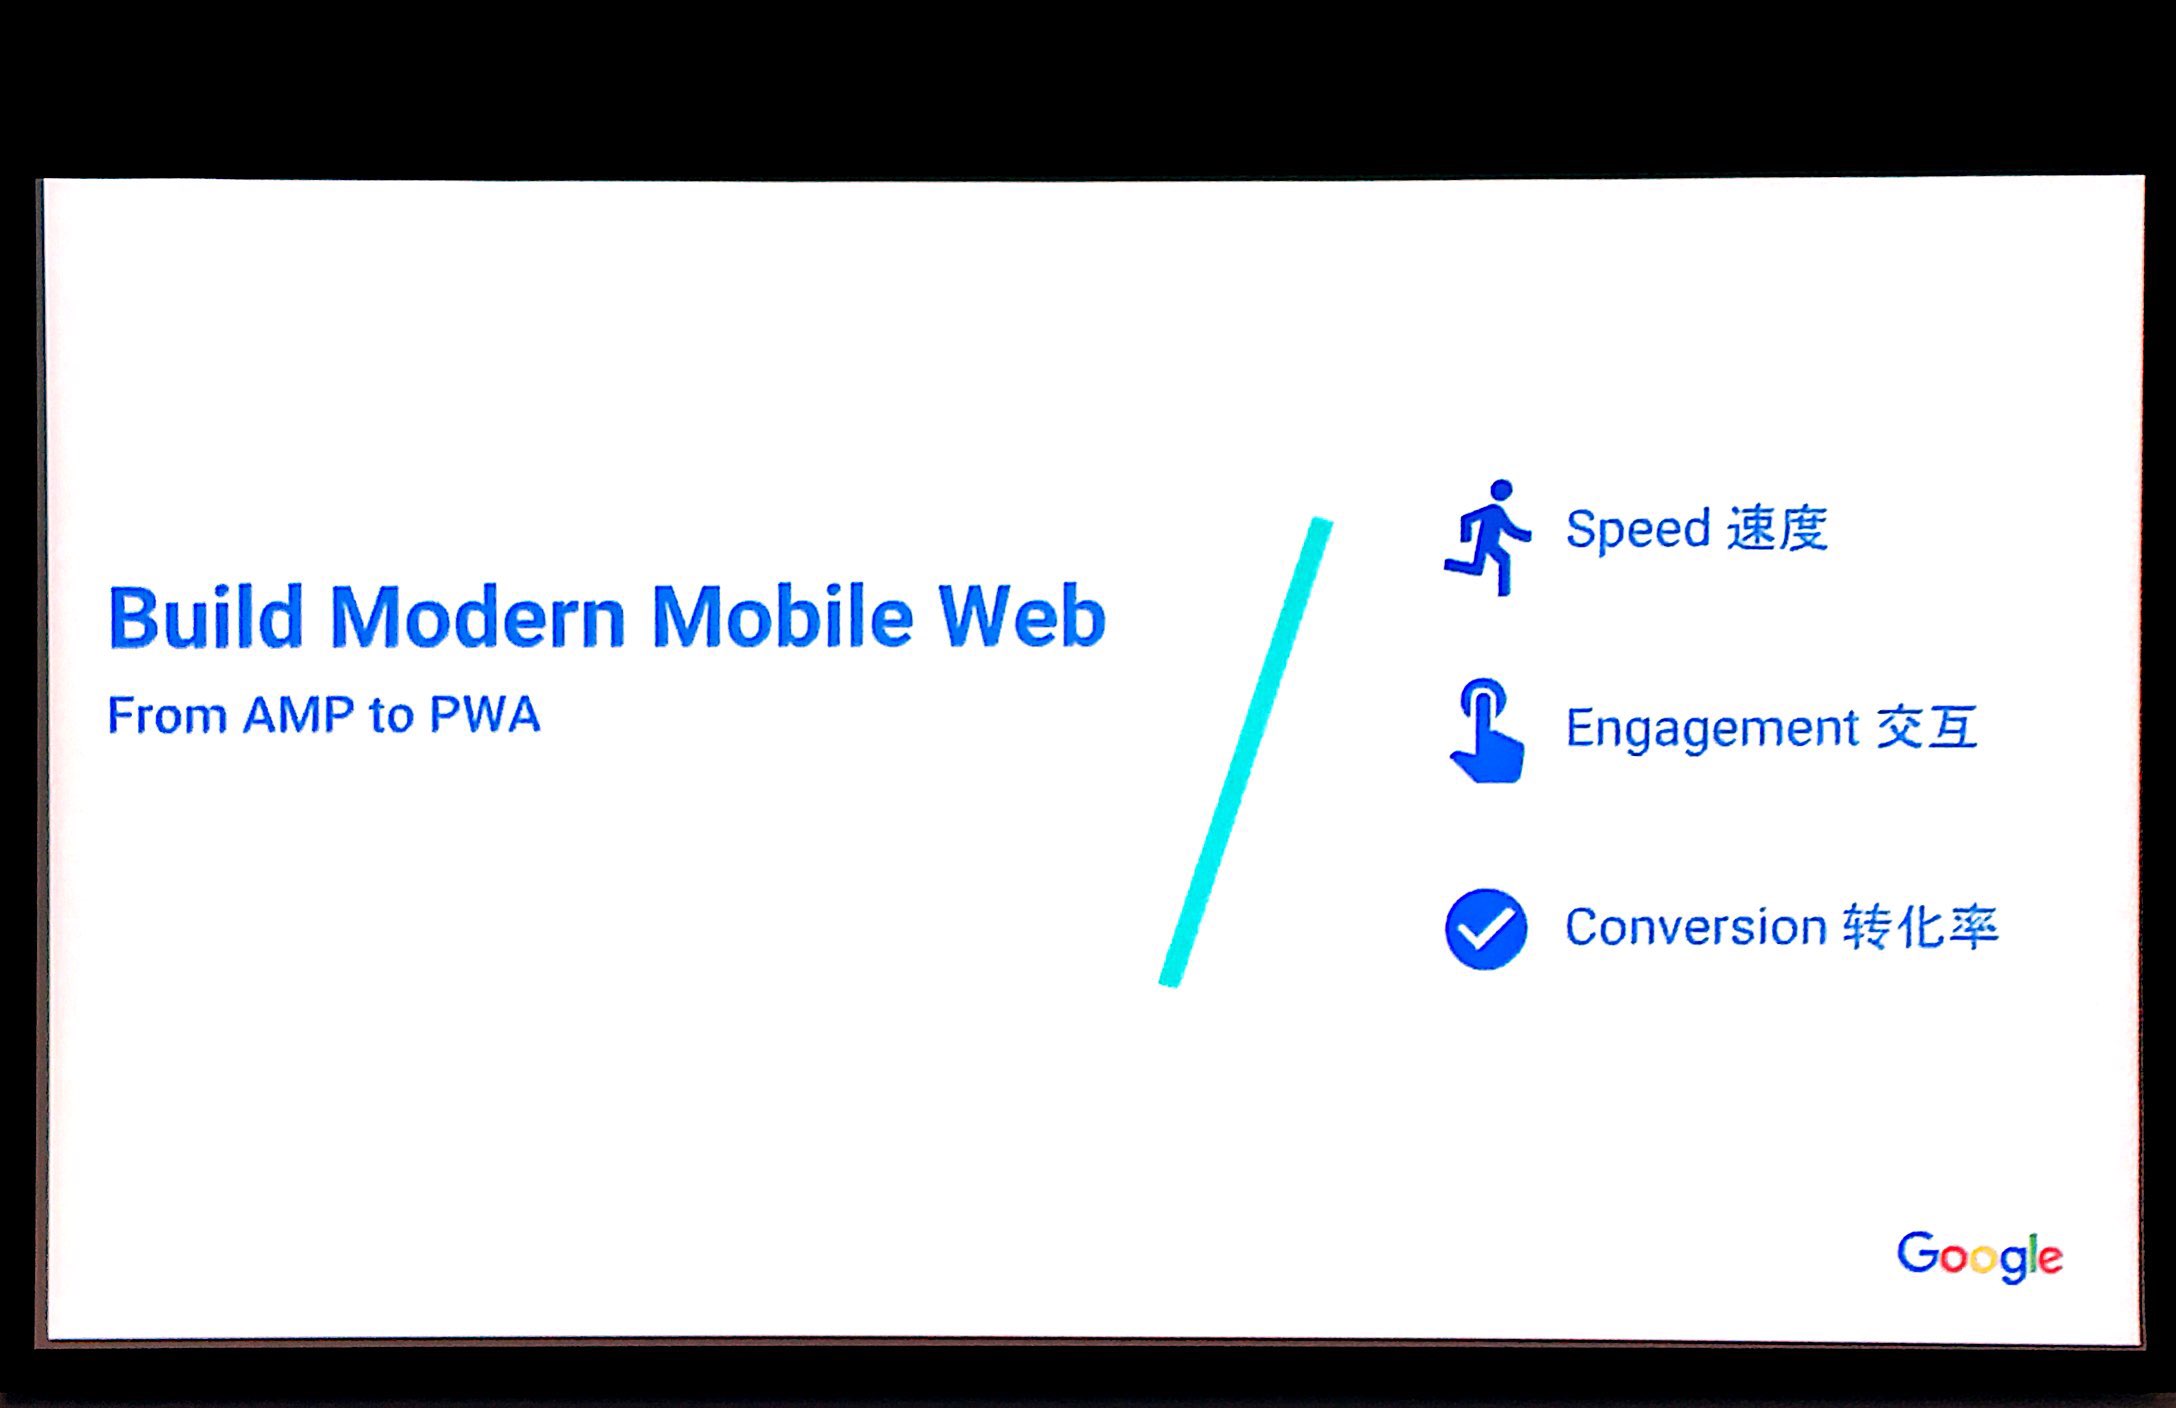 Build Modern Mobile Web
From AMP to PWA
Speed 速度
Engagement 交互
Conversion 转化率
Google